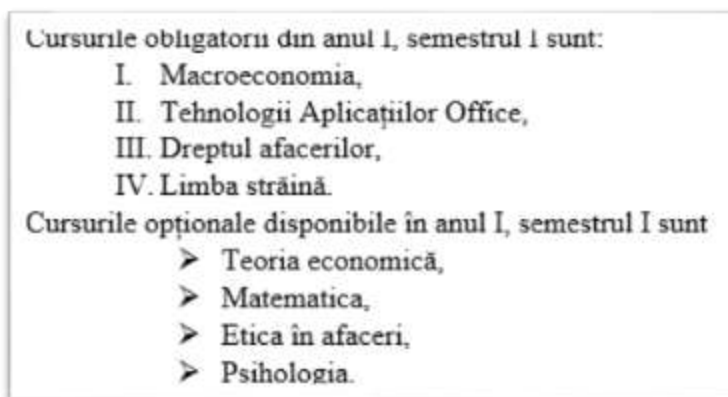 Cursurile obligatorii din anul I, semestrul I sunt:
I. Macroeconomia,
II. Tehnologii Aplicațiilor Office,
III. Dreptul afacerilor,
IV. Limba străină.
Cursurile opționale disponibile în anul I, semestrul I sunt
➢ Teoria economică,
➢ Matematica,
➢ Etica în afaceri,
➢ Psihologia.